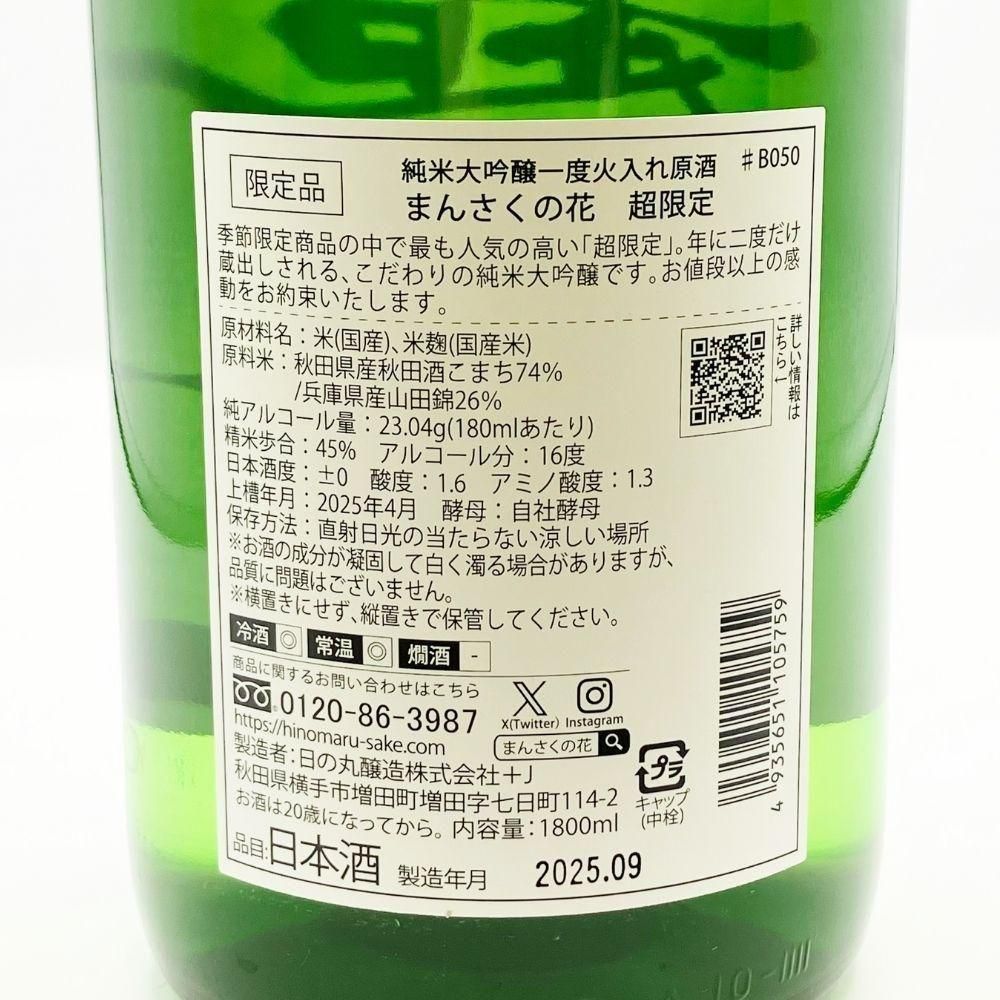 限定品
純米大吟醸一度火入れ原酒 ♯B050
まんさくの花 超限定
季節限定商品の中で最も人気の高い「超限定」。年に二度だけ
蔵出しされる、こだわりの純米大吟醸です。お値段以上の感
動をお約束いたします。
原材料名：米(国産)、米麹(国産米)
原料米：秋田県産秋田酒こまち74%
/兵庫県産山田錦26%
詳しい情報は
こちら↓
純アルコール量：23.04g(180mlあたり)
精米歩合：45% アルコール分：16度
日本酒度：±0 酸度：1.6 アミノ酸度：1.3
上槽年月：2025年4月 酵母：自社酵母
保存方法：直射日光の当たらない涼しい場所
※お酒の成分が凝固して白く濁る場合がありますが、
品質に問題はございません。
※横置きにせず、縦置きで保管してください。
冷酒 ◎ 常温 ◎ 燗酒 -
商品に関するお問い合わせはこちら
0120-86-3987
https://hinomaru-sake.com
X(Twitter) Instagram
まんさくの花
製造者：日の丸醸造株式会社+J
秋田県横手市増田町増田字七日町114-2
お酒は20歳になってから。 内容量：1800ml
プラ
キャップ
(中栓)
4935651105759
品目：日本酒 製造年月 2025.09